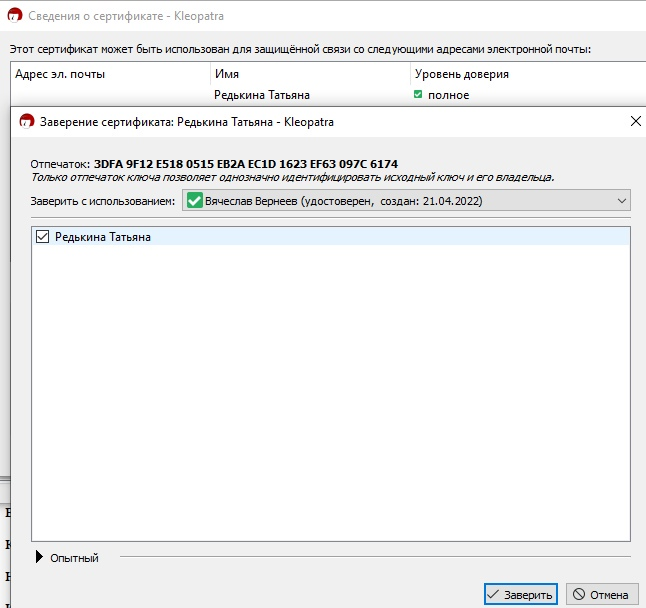 Сведения о сертификате - Kleopatra
Этот сертификат может быть использован для защищённой связи со следующими адресами электронной почты:
Адрес эл. почты Имя Уровень доверия
Редькина Татьяна полное
Заверение сертификата: Редькина Татьяна - Kleopatra
Отпечаток: 3DFA 9F12 E518 0515 EB2A EC1D 1623 EF63 097C 6174
Только отпечаток ключа позволяет однозначно идентифицировать исходный ключ и его владельца.
Заверить с использованием: Вячеслав Вернеев (удостоверен, создан: 21.04.2022)
Редькина Татьяна
Опытный
Заверить Отмена